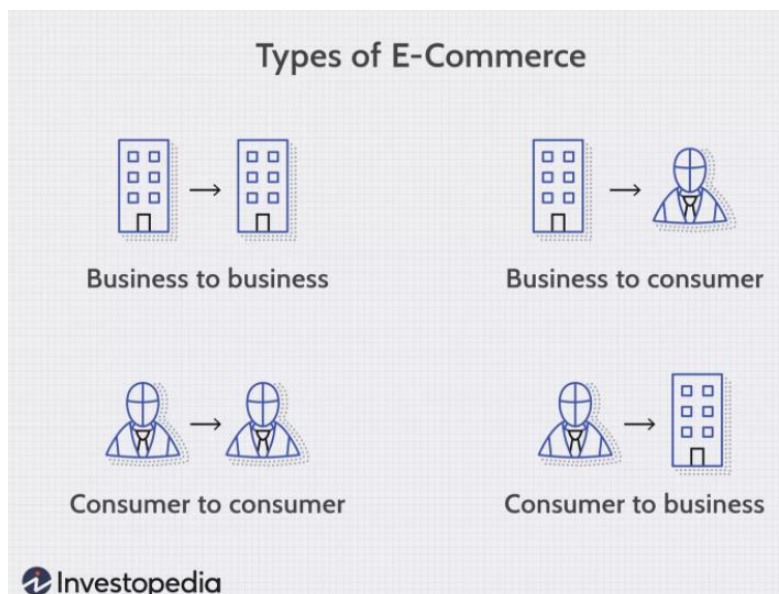 Types of E-Commerce
Business to business
Business to consumer
Consumer to consumer
Consumer to business
Investopedia